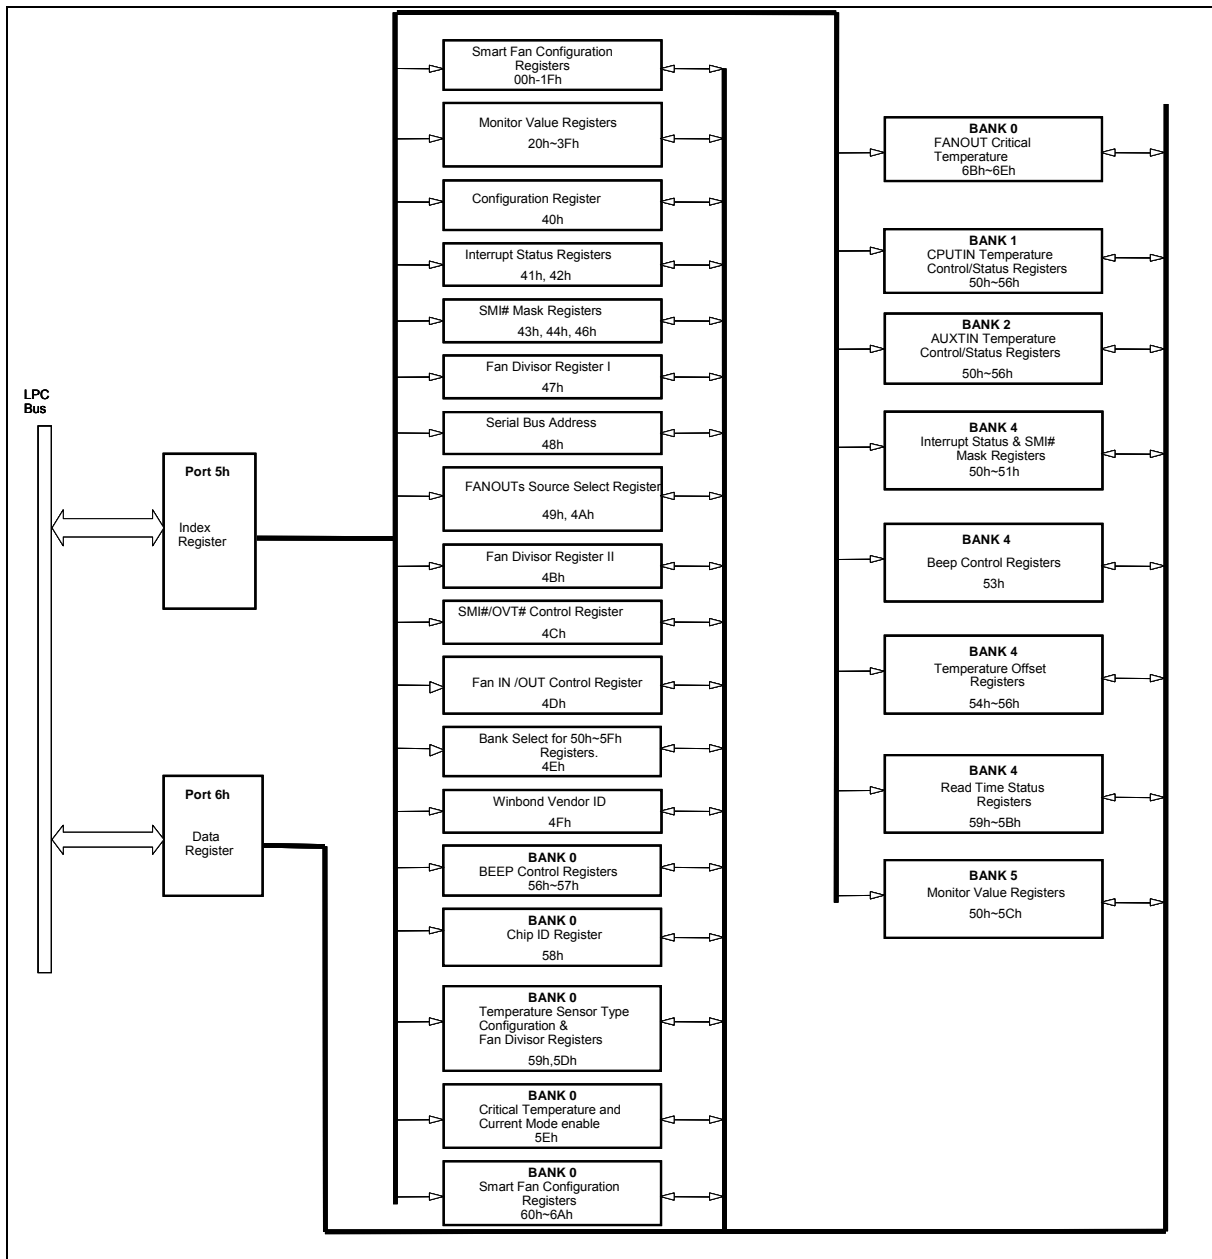 LPC
Bus
Port 5h
Index
Register
Port 6h
Data
Register
Smart Fan Configuration
Registers
00h-1Fh
Monitor Value Registers
20h~3Fh
Configuration Register
40h
Interrupt Status Registers
41h, 42h
SMI# Mask Registers
43h, 44h, 46h
Fan Divisor Register I
47h
Serial Bus Address
48h
FANOUTs Source Select Register
49h, 4Ah
Fan Divisor Register II
4Bh
SMI#/OVT# Control Register
4Ch
Fan IN /OUT Control Register
4Dh
Bank Select for 50h~5Fh
Registers.
4Eh
Winbond Vendor ID
4Fh
BANK 0
BEEP Control Registers
56h~57h
BANK 0
Chip ID Register
58h
BANK 0
Temperature Sensor Type
Configuration &
Fan Divisor Registers
59h,5Dh
BANK 0
Critical Temperature and
Current Mode enable
5Eh
BANK 0
Smart Fan Configuration
Registers
60h~6Ah
BANK 0
FANOUT Critical
Temperature
6Bh~6Eh
BANK 1
CPUTIN Temperature
Control/Status Registers
50h~56h
BANK 2
AUXTIN Temperature
Control/Status Registers
50h~56h
BANK 4
Interrupt Status & SMI#
Mask Registers
50h~51h
BANK 4
Beep Control Registers
53h
BANK 4
Temperature Offset
Registers
54h~56h
BANK 4
Read Time Status
Registers
59h~5Bh
BANK 5
Monitor Value Registers
50h~5Ch